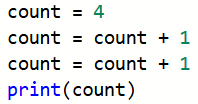 count = 4
count = count + 1
count = count + 1
print(count)